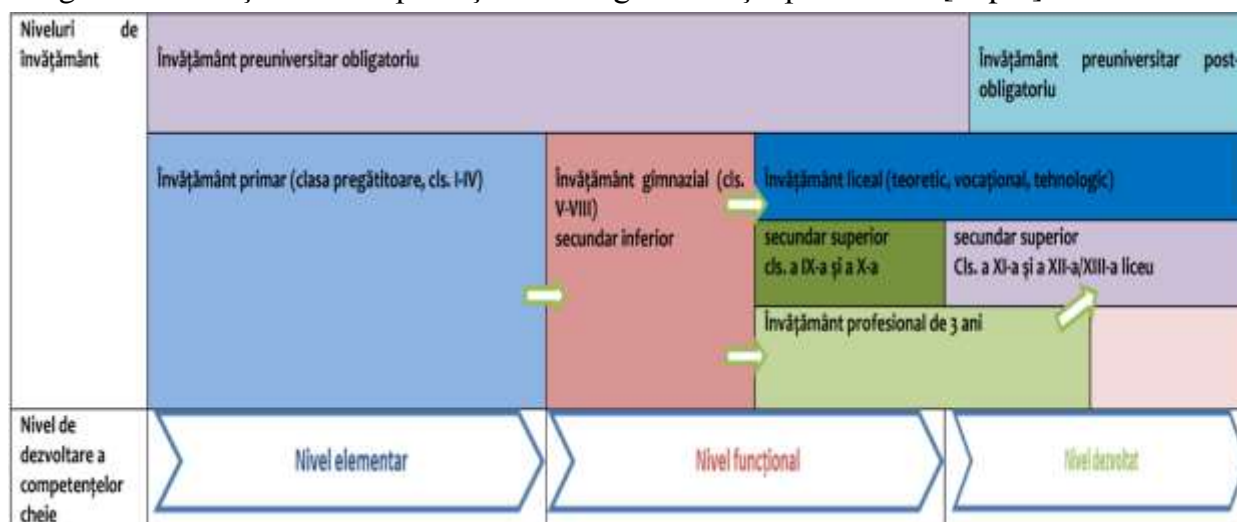 Niveluri de
învățământ
Învățământ preuniversitar obligatoriu
Învățământ preuniversitar post-
obligatoriu
Învățământ primar (clasa pregătitoare, cls. I-IV)
Învățământ gimnazial (cls.
V-VIII)
secundar inferior
Învățământ liceal (teoretic, vocațional, tehnologic)
secundar superior
cls. a IX-a și a X-a
secundar superior
Cls. a XI-a și a XII-a/XIII-a liceu
Învățământ profesional de 3 ani
Nivel de
dezvoltare a
competențelor
cheie
Nivel elementar
Nivel funcțional
Nivel dezvoltat